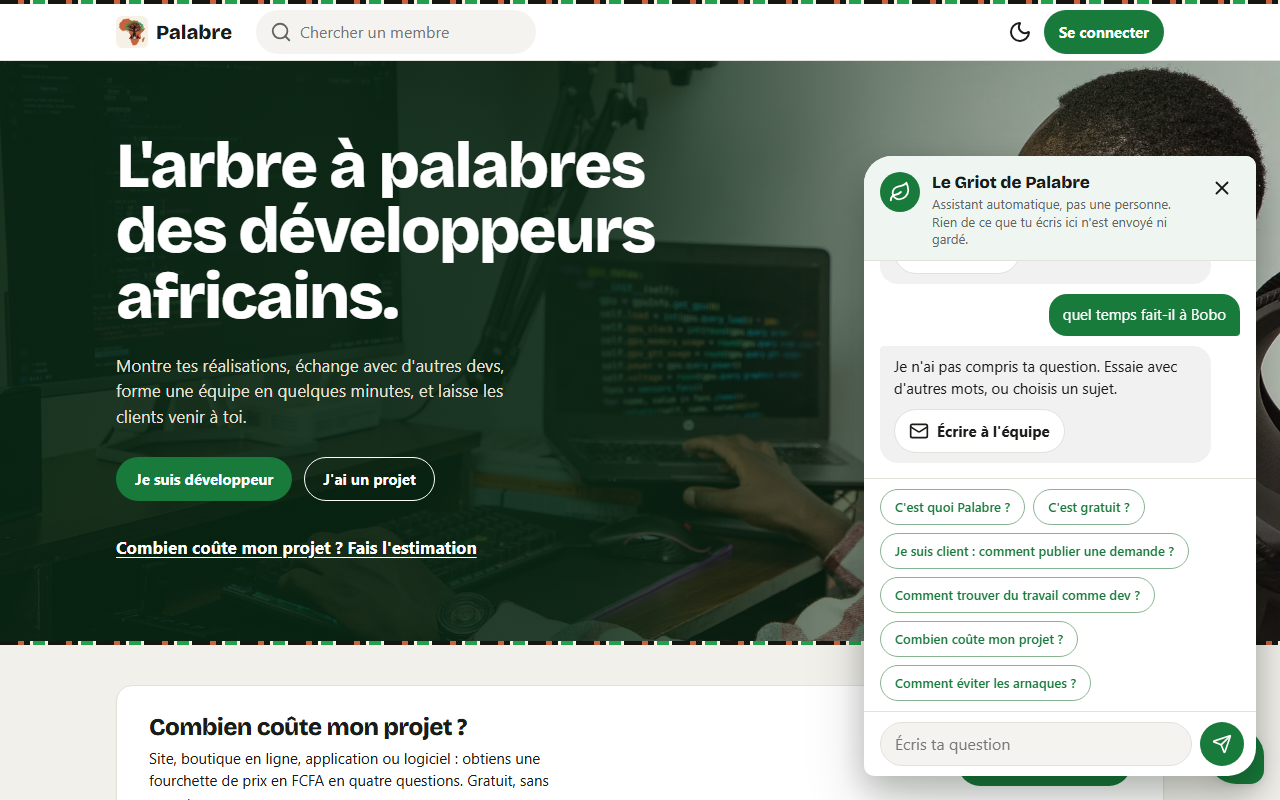 Palabre
Chercher un membre
Se connecter
L'arbre à palabres
des développeurs
africains.
Montre tes réalisations, échange avec d'autres devs,
forme une équipe en quelques minutes, et laisse les
clients venir à toi.
Je suis développeur
J'ai un projet
Combien coûte mon projet ? Fais l'estimation
Combien coûte mon projet ?
Site, boutique en ligne, application ou logiciel : obtiens une
fourchette de prix en FCFA en quatre questions. Gratuit, sans
Le Griot de Palabre
Assistant automatique, pas une personne.
Rien de ce que tu écris ici n'est envoyé ni
gardé.
quel temps fait-il à Bobo
Je n'ai pas compris ta question. Essaie avec
d'autres mots, ou choisis un sujet.
Écrire à l'équipe
C'est quoi Palabre ?
C'est gratuit ?
Je suis client : comment publier une demande ?
Comment trouver du travail comme dev ?
Combien coûte mon projet ?
Comment éviter les arnaques ?
Écris ta question